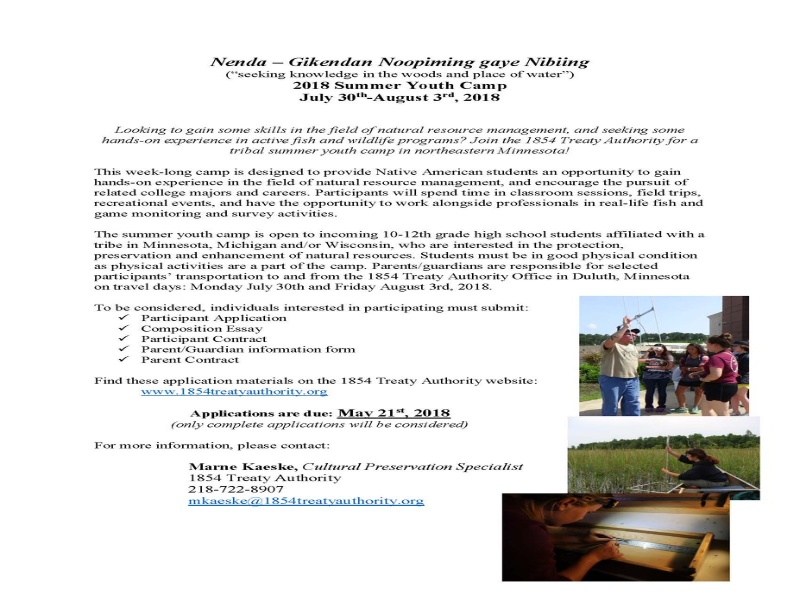 Nenda – Gikendan Noopiming gaye Nibiing
("seeking knowledge in the woods and place of water")
2018 Summer Youth Camp
July 30th-August 3rd, 2018
Looking to gain some skills in the field of natural resource management, and seeking some
hands-on experience in active fish and wildlife programs? Join the 1854 Treaty Authority for a
tribal summer youth camp in northeastern Minnesota!
This week-long camp is designed to provide Native American students an opportunity to gain
hands-on experience in the field of natural resource management, and encourage the pursuit of
related college majors and careers. Participants will spend time in classroom sessions, field trips,
recreational events, and have the opportunity to work alongside professionals in real-life fish and
game monitoring and survey activities.
The summer youth camp is open to incoming 10-12th grade high school students affiliated with a
tribe in Minnesota, Michigan and/or Wisconsin, who are interested in the protection,
preservation and enhancement of natural resources. Students must be in good physical condition
as physical activities are a part of the camp. Parents/guardians are responsible for selected
participants' transportation to and from the 1854 Treaty Authority Office in Duluth, Minnesota
on travel days: Monday July 30th and Friday August 3rd, 2018.
To be considered, individuals interested in participating must submit:
✓ Participant Application
✓ Composition Essay
✓ Participant Contract
✓ Parent/Guardian information form
✓ Parent Contract
Find these application materials on the 1854 Treaty Authority website:
www.1854treatyauthority.org
Applications are due: May 21st, 2018
(only complete applications will be considered)
For more information, please contact:
Marne Kaeske, Cultural Preservation Specialist
1854 Treaty Authority
218-722-8907
mkaeske@1854treatyauthority.org